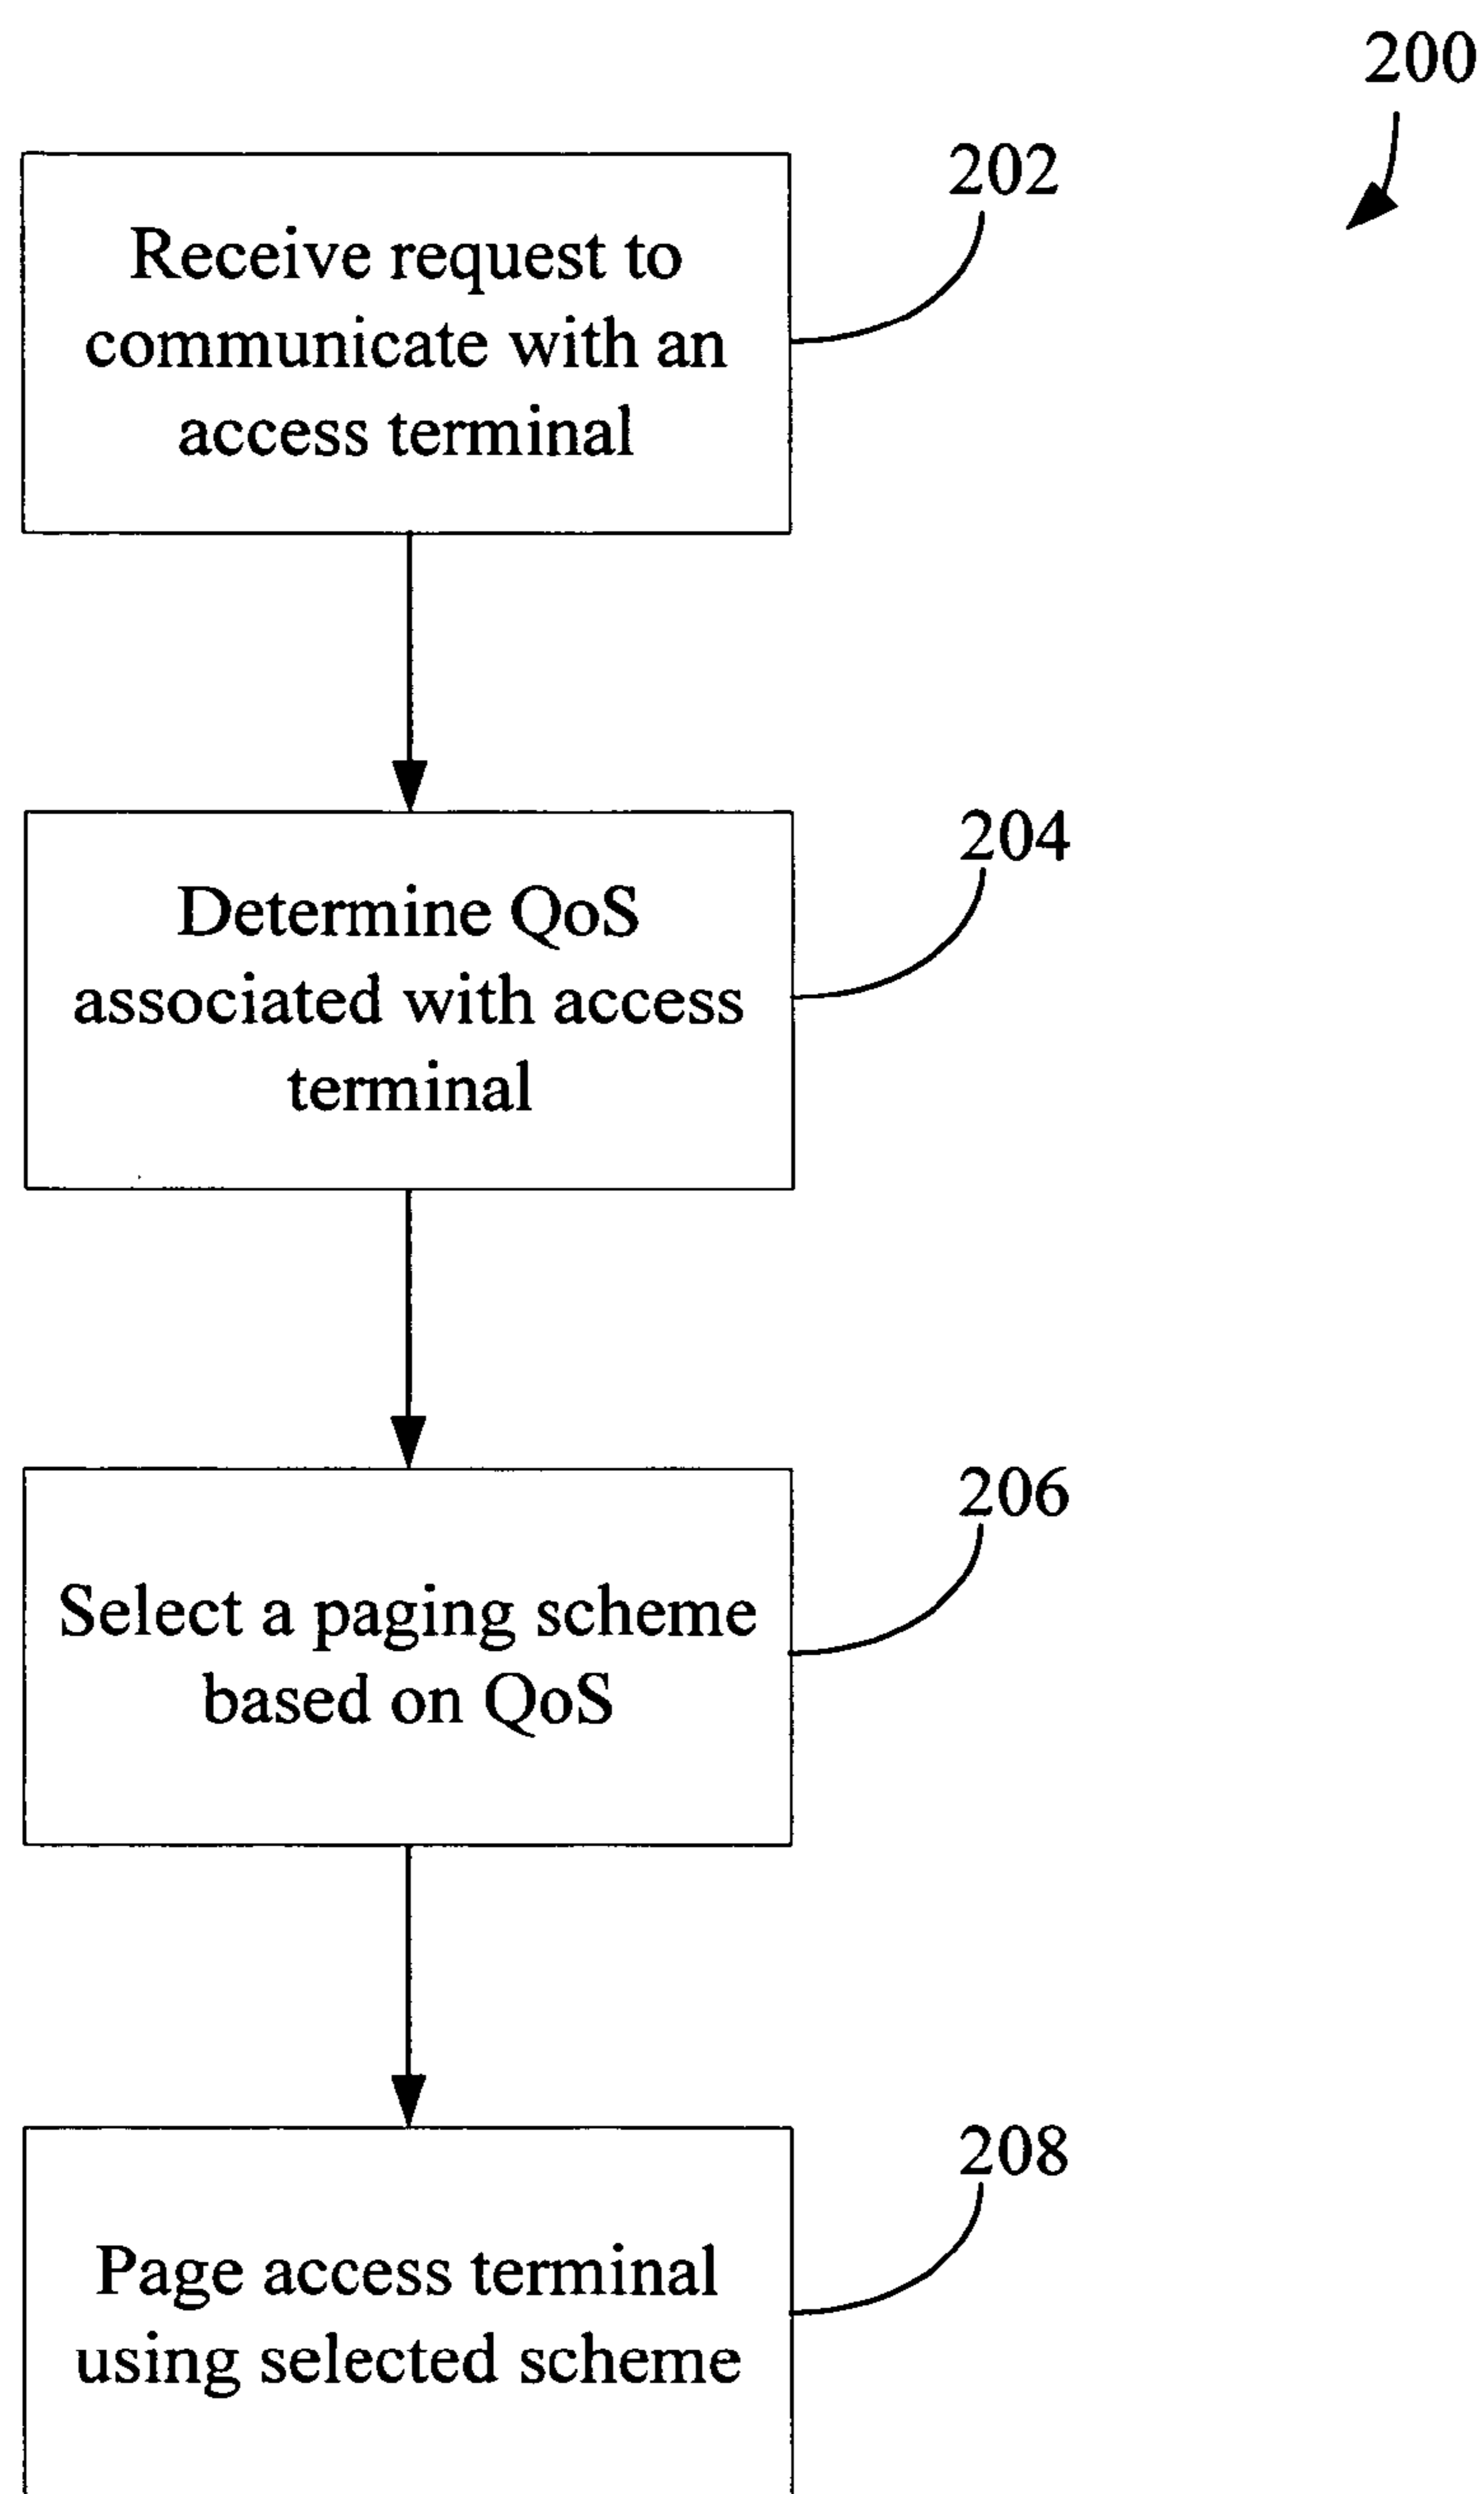 200
202
Receive request to
communicate with an
access terminal
204
Determine QoS
associated with access
terminal
206
Select a paging scheme
based on QoS
208
Page access terminal
using selected scheme